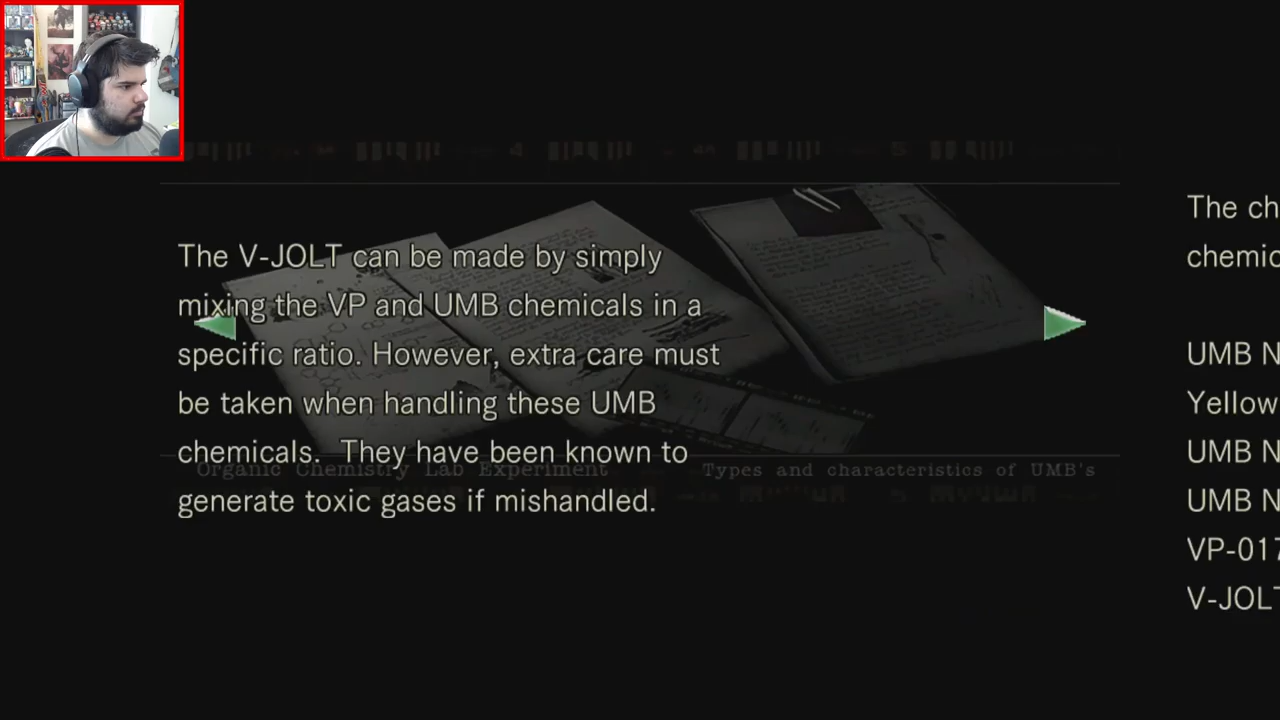 The V-JOLT can be made by simply
mixing the VP and UMB chemicals in a
specific ratio. However, extra care must
be taken when handling these UMB
chemicals.  They have been known to
generate toxic gases if mishandled.
Organic Chemistry Lab Experiment
Types and characteristics of UMB's
The ch
chemic
UMB N
Yellow
UMB N
UMB N
VP-017
V-JOLT